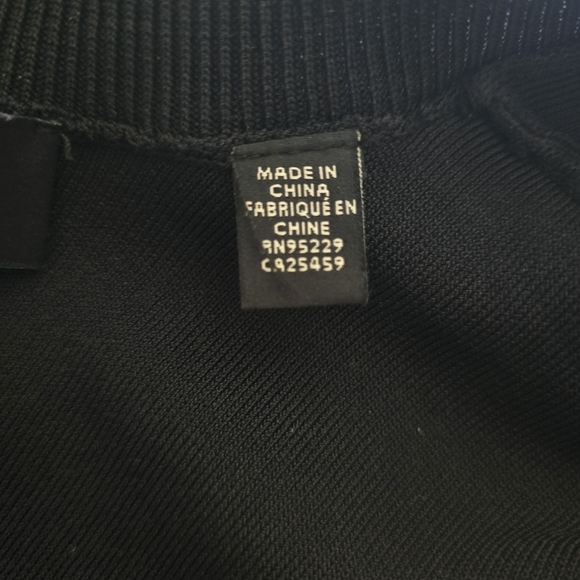 MADE IN
CHINA
FABRIQUÉ EN
CHINE
RN95229
CA25459